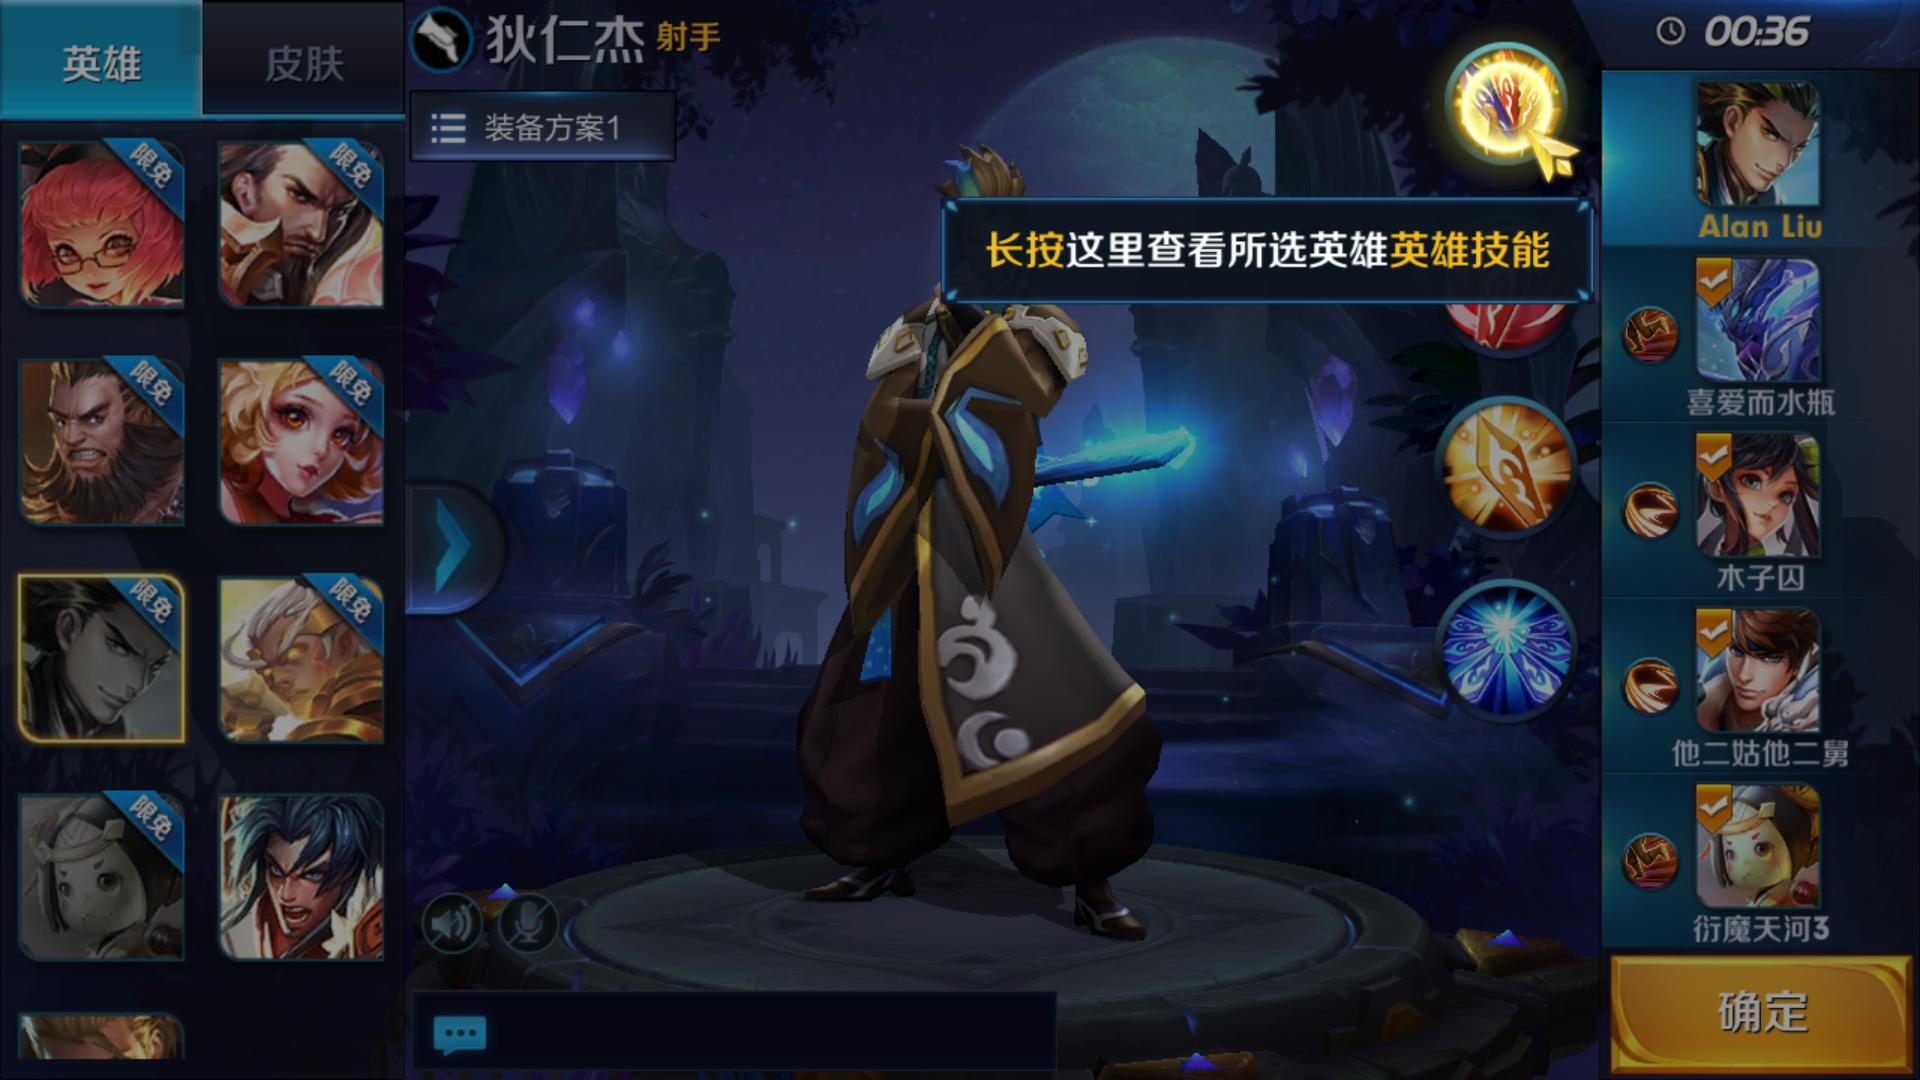 英雄
皮肤
狄仁杰 射手
装备方案1
00:36
长按这里查看所选英雄英雄技能
限免
限免
限免
限免
限免
限免
限免
Alan Liu
喜爱而水瓶
木子囚
他二姑他二舅
衍魔天河3
确定